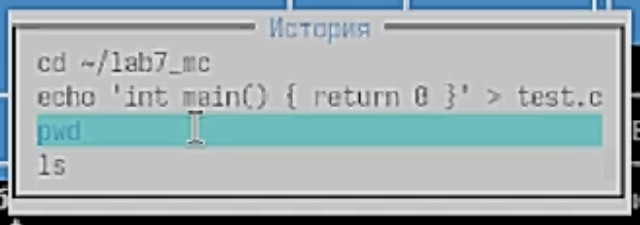 История
cd ~/lab7_mc
echo 'int main() { return 0 }' > test.c
pwd
ls